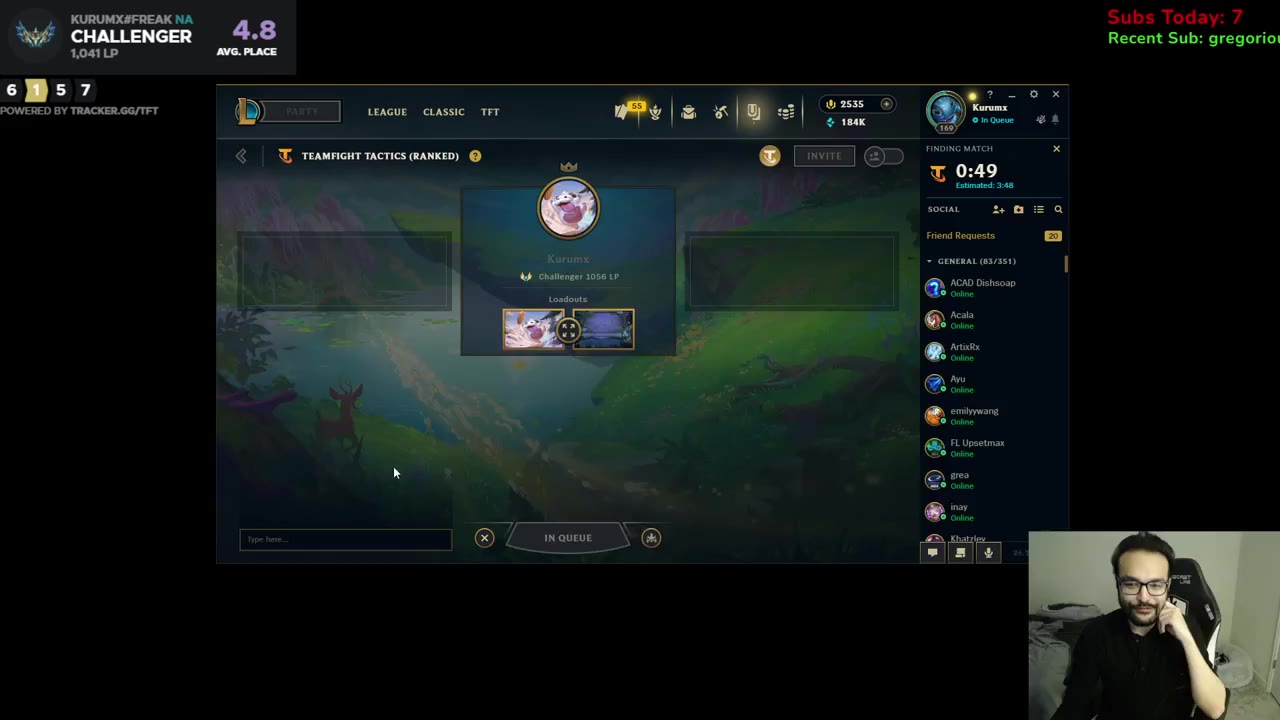 KURUMX#FREAK NA
CHALLENGER
1,041 LP
4.8
AVG. PLACE
6 1 5 7
POWERED BY TRACKER.GG/TFT
Subs Today: 7
Recent Sub: gregoriou
PARTY
LEAGUE
CLASSIC
TFT
55
2535
184K
169
Kurumx
In Queue
TEAMFIGHT TACTICS (RANKED)
INVITE
Kurumx
Challenger 1056 LP
Loadouts
Type here...
IN QUEUE
FINDING MATCH
0:49
Estimated: 3:48
SOCIAL
Friend Requests
20
GENERAL (83/351)
ACAD Dishsoap
Online
Acala
Online
ArtixRx
Online
Ayu
Online
emilyywang
Online
FL Upsetmax
Online
grea
Online
inay
Online
Khatzley